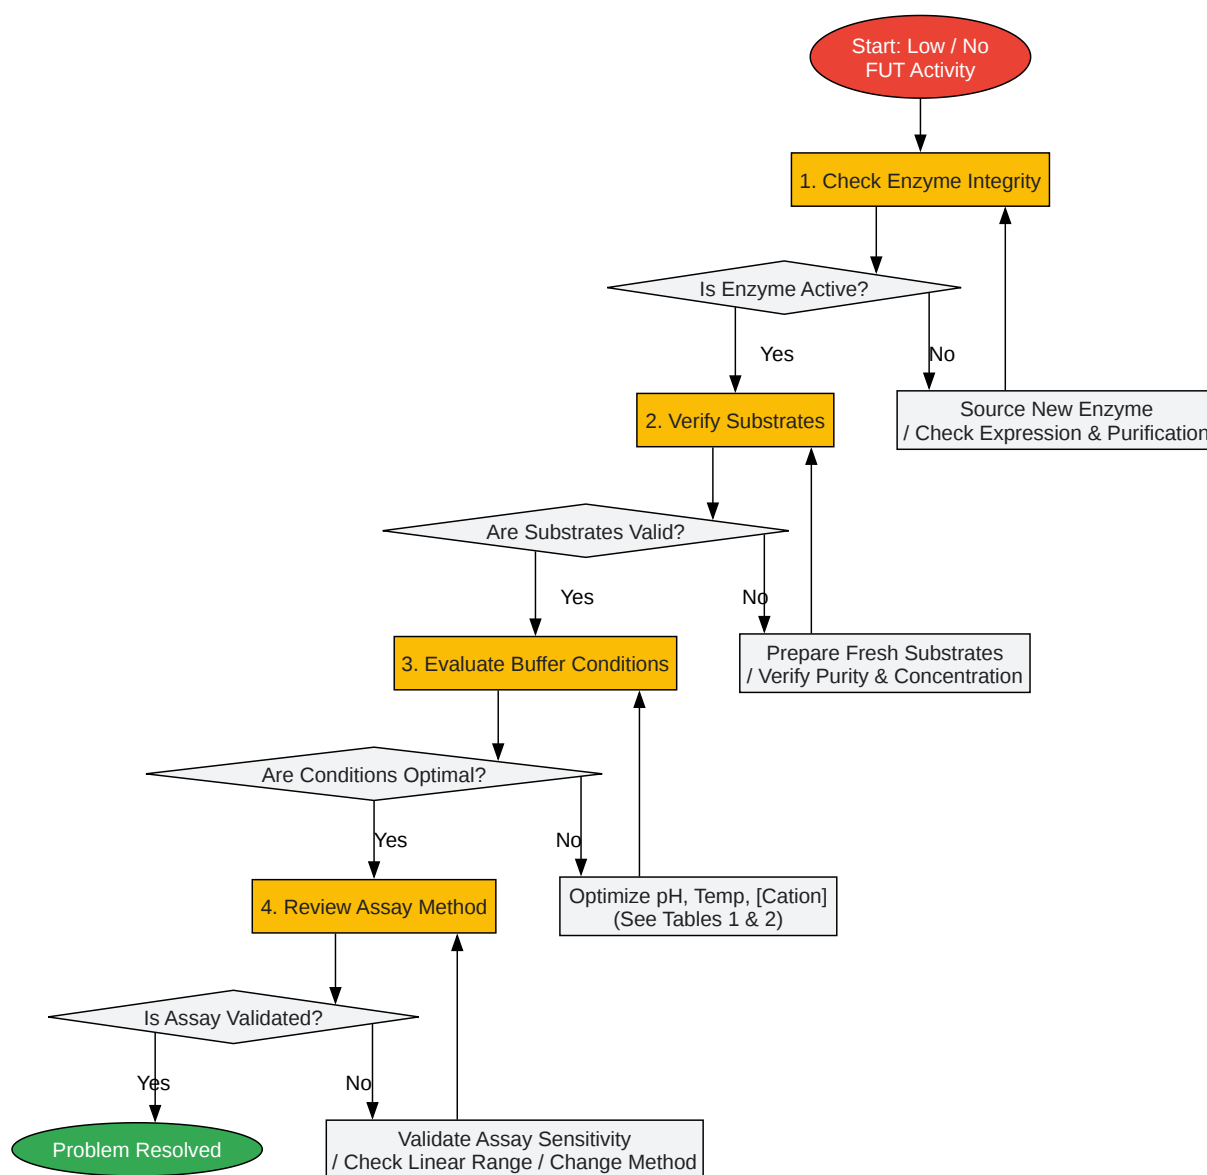 Start: Low / No
FUT Activity
1. Check Enzyme Integrity
Is Enzyme Active?
Yes
No
Source New Enzyme
/ Check Expression & Purification
2. Verify Substrates
Are Substrates Valid?
Yes
No
Prepare Fresh Substrates
/ Verify Purity & Concentration
3. Evaluate Buffer Conditions
Are Conditions Optimal?
Yes
No
Optimize pH, Temp, [Cation]
(See Tables 1 & 2)
4. Review Assay Method
Is Assay Validated?
Yes
No
Problem Resolved
Validate Assay Sensitivity
/ Check Linear Range / Change Method